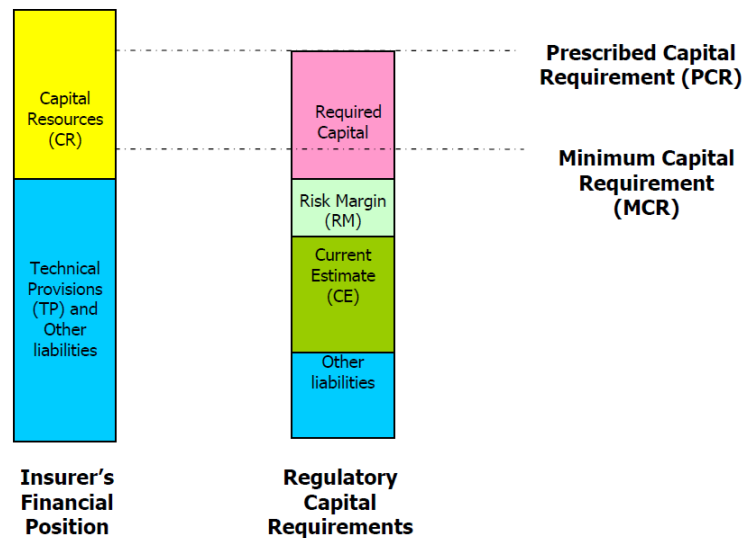 Capital
Resources
(CR)
Technical
Provisions
(TP) and
Other
liabilities
Insurer’s
Financial
Position
Required
Capital
Risk Margin
(RM)
Current
Estimate
(CE)
Other
liabilities
Regulatory
Capital
Requirements
Prescribed Capital
Requirement (PCR)
Minimum Capital
Requirement
(MCR)